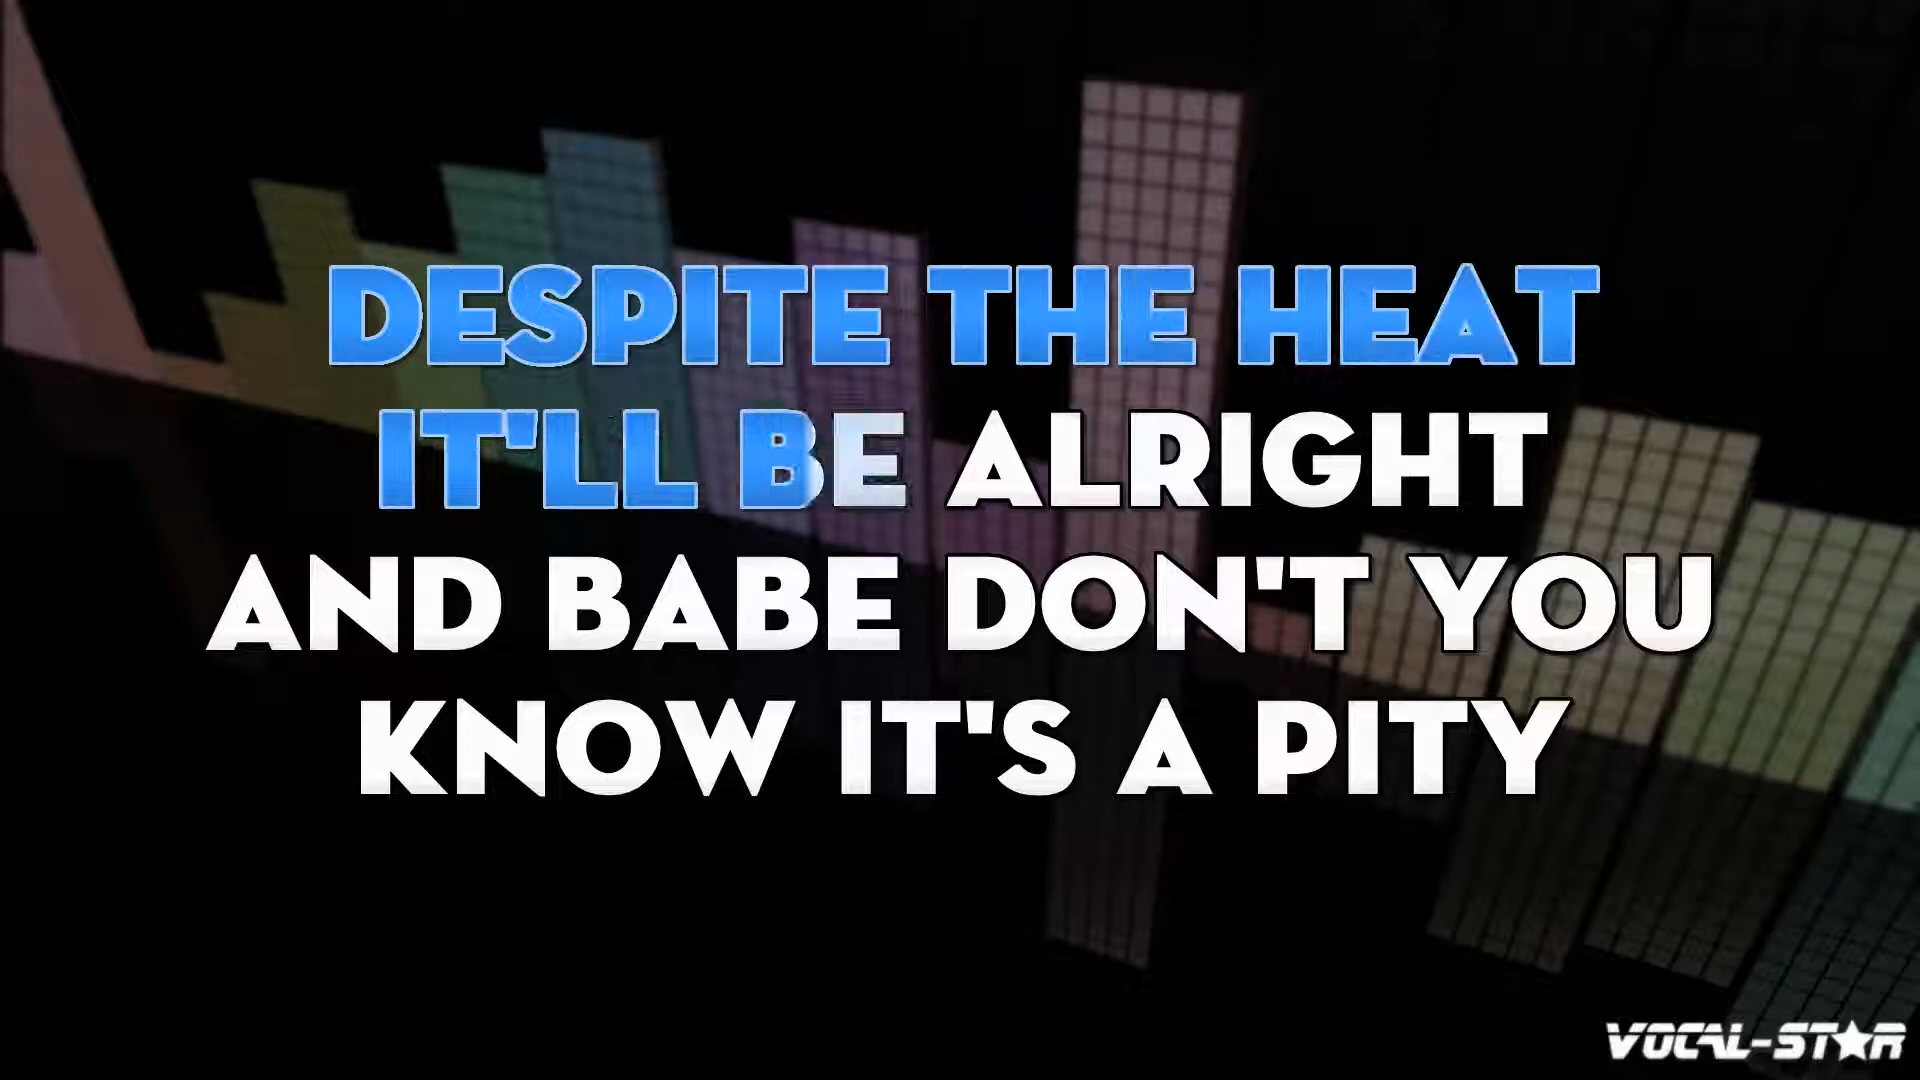 DESPITE THE HEAT
IT'LL BE ALRIGHT
AND BABE DON'T YOU
KNOW IT'S A PITY
VOCAL-STAR